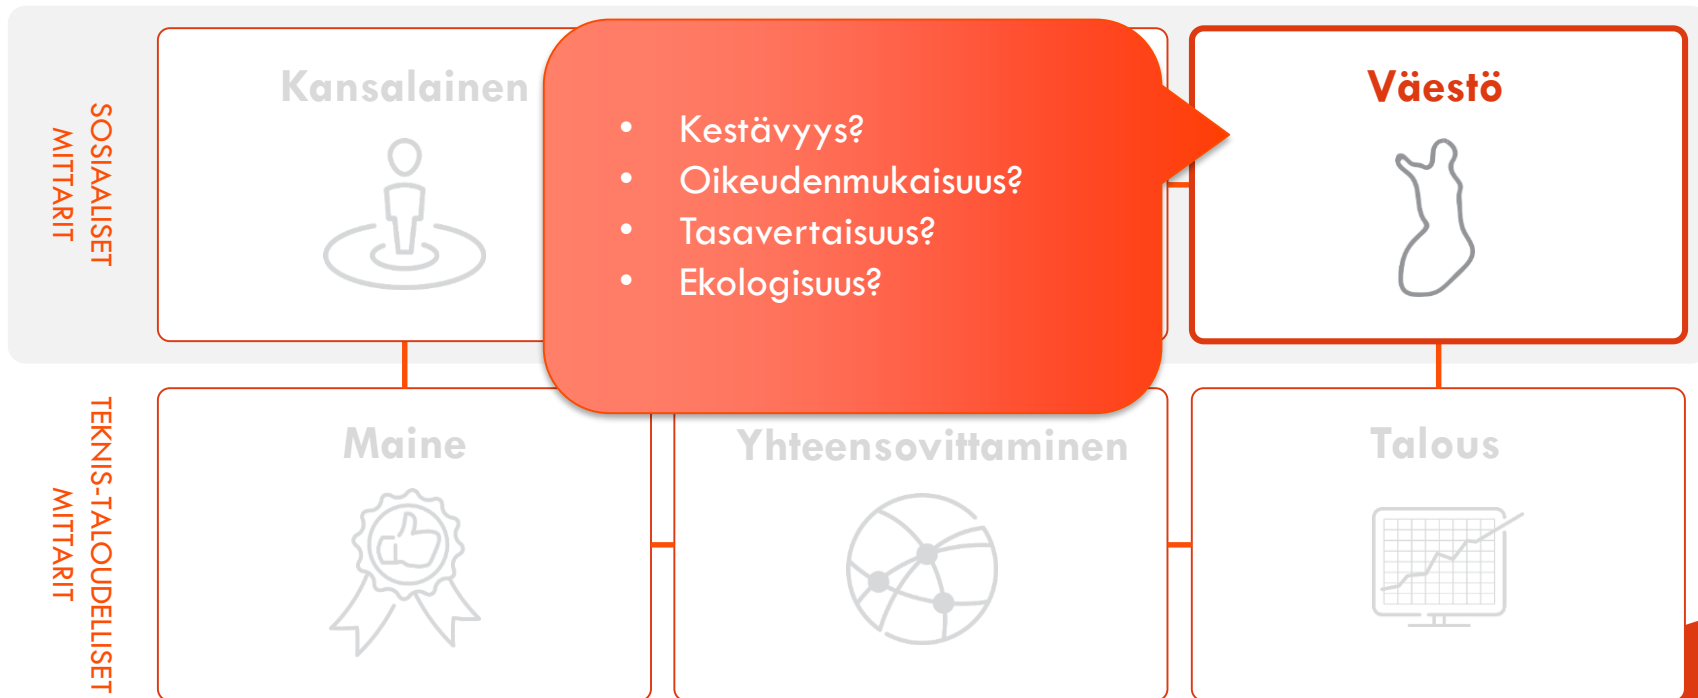 SOSIAALISET
MITTARIT
Kansalainen
• Kestävyys?
• Oikeudenmukaisuus?
• Tasavertaisuus?
• Ekologisuus?
Väestö
TEKNIS-TALOUDELLISET
MITTARIT
Maine
Yhteensovittaminen
Talous